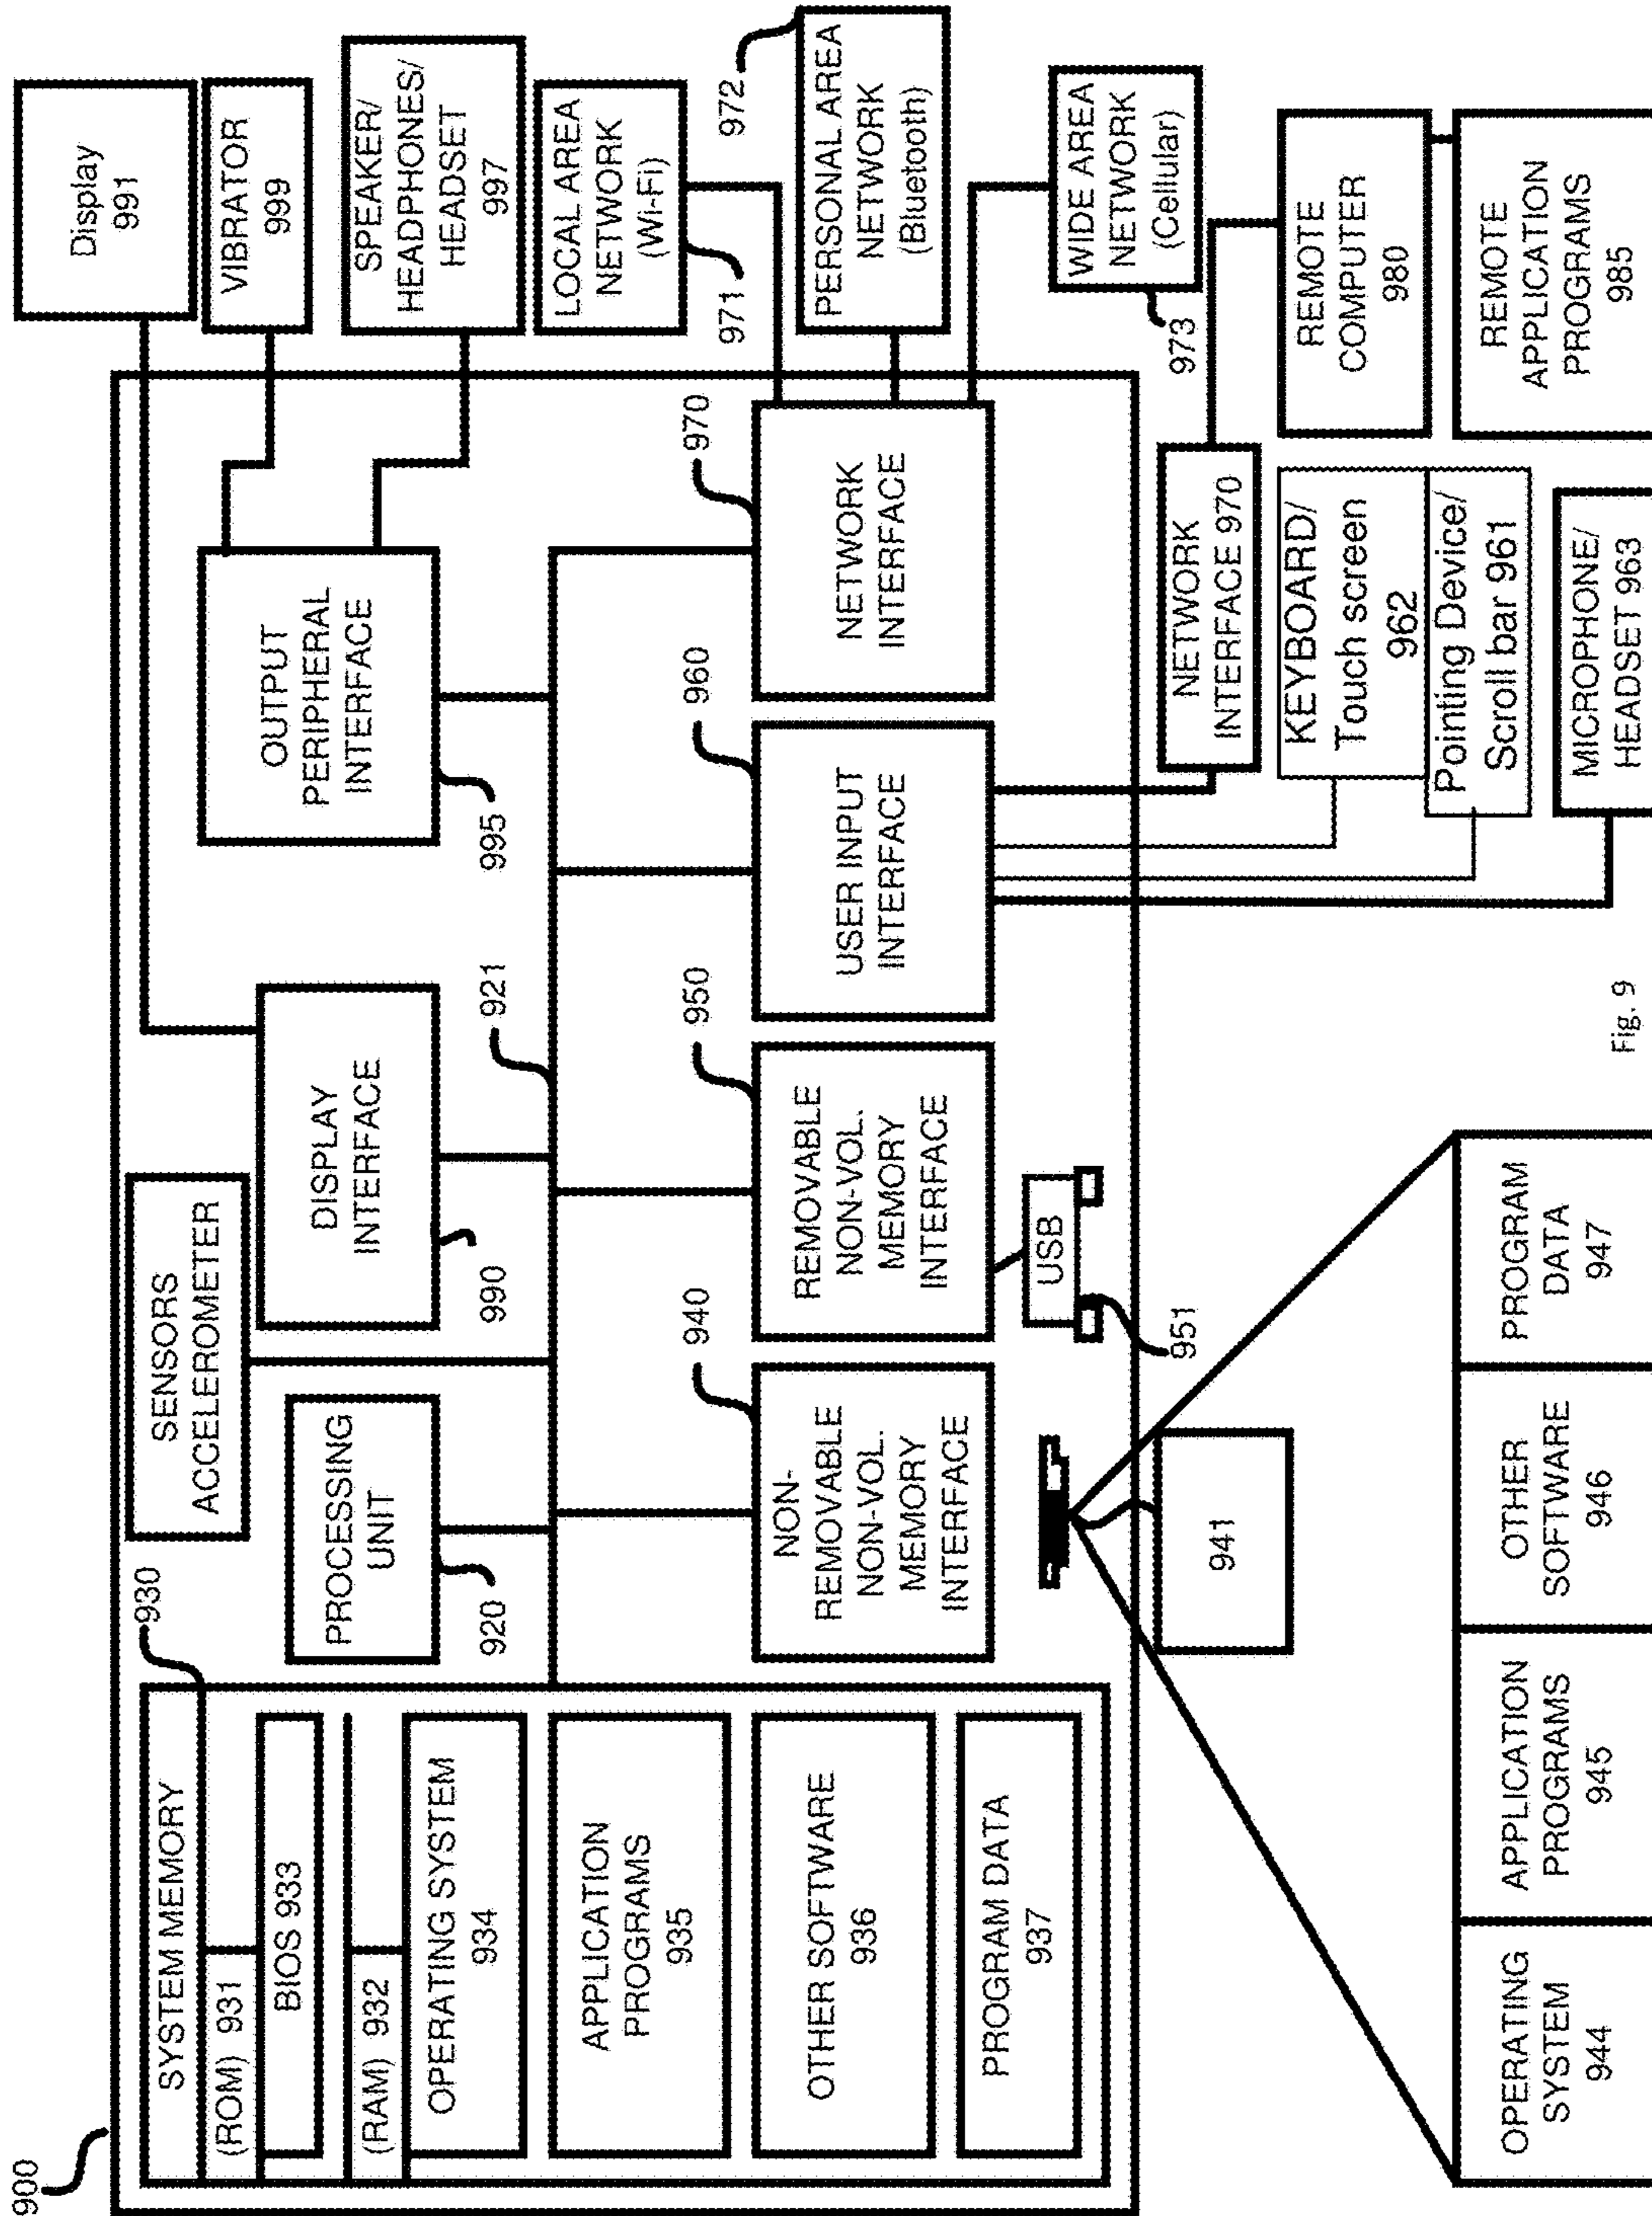 900
SYSTEM MEMORY
930
(ROM) 931
BIOS 933
(RAM) 932
OPERATING SYSTEM
934
APPLICATION
PROGRAMS
935
OTHER SOFTWARE
936
PROGRAM DATA
937
SENSORS
ACCELEROMETER
PROCESSING
UNIT
920
DISPLAY
INTERFACE
990
921
OUTPUT
PERIPHERAL
INTERFACE
995
Display
991
VIBRATOR
999
SPEAKER/
HEADPHONES/
HEADSET
997
LOCAL AREA
NETWORK
(Wi-Fi)
971
PERSONAL AREA
NETWORK
(Bluetooth)
972
WIDE AREA
NETWORK
(Cellular)
973
940
NON-
REMOVABLE
NON-VOL.
MEMORY
INTERFACE
950
REMOVABLE
NON-VOL.
MEMORY
INTERFACE
960
USER INPUT
INTERFACE
970
NETWORK
INTERFACE
USB
951
941
NETWORK
INTERFACE 970
REMOTE
COMPUTER
980
REMOTE
APPLICATION
PROGRAMS
985
KEYBOARD/
Touch screen
962
Pointing Device/
Scroll bar 961
MICROPHONE/
HEADSET 963
OPERATING
SYSTEM
944
APPLICATION
PROGRAMS
945
OTHER
SOFTWARE
946
PROGRAM
DATA
947
Fig. 9